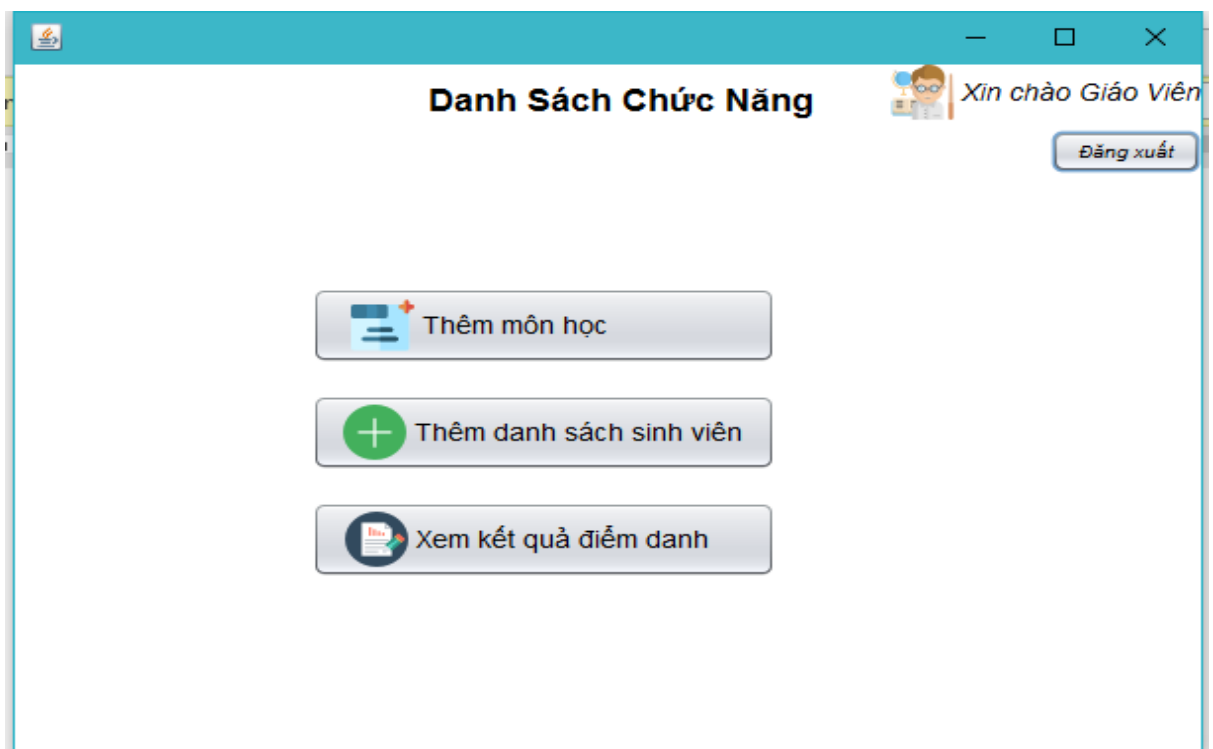 Danh Sách Chức Năng
Xin chào Giáo Viên
Đăng xuất
Thêm môn học
Thêm danh sách sinh viên
Xem kết quả điểm danh